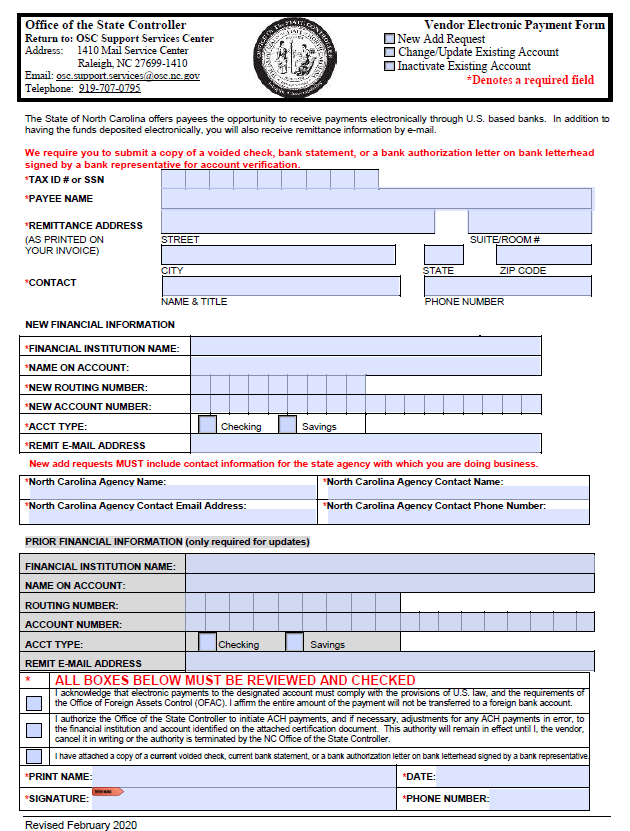 Office of the State Controller
Return to: OSC Support Services Center
Address: 1410 Mail Service Center
Raleigh, NC 27699-1410
Email: osc.support.services@osc.nc.gov
Telephone: 919-707-0795
Vendor Electronic Payment Form
New Add Request
Change/Update Existing Account
Inactivate Existing Account
*Denotes a required field
The State of North Carolina offers payees the opportunity to receive payments electronically through U.S. based banks. In addition to
having the funds deposited electronically, you will also receive remittance information by e-mail.
We require you to submit a copy of a voided check, bank statement, or a bank authorization letter on bank letterhead
signed by a bank representative for account verification.
*TAX ID # or SSN
*PAYEE NAME
*REMITTANCE ADDRESS
(AS PRINTED ON
YOUR INVOICE)
STREET SUITE/ROOM #
CITY STATE ZIP CODE
*CONTACT
NAME & TITLE PHONE NUMBER
NEW FINANCIAL INFORMATION
*FINANCIAL INSTITUTION NAME:
*NAME ON ACCOUNT:
*NEW ROUTING NUMBER:
*NEW ACCOUNT NUMBER:
*ACCT TYPE: Checking Savings
*REMIT E-MAIL ADDRESS
New add requests MUST include contact information for the state agency with which you are doing business.
*North Carolina Agency Name: *North Carolina Agency Contact Name:
*North Carolina Agency Contact Email Address: *North Carolina Agency Contact Phone Number:
PRIOR FINANCIAL INFORMATION (only required for updates)
FINANCIAL INSTITUTION NAME:
NAME ON ACCOUNT:
ROUTING NUMBER:
ACCOUNT NUMBER:
ACCT TYPE: Checking Savings
REMIT E-MAIL ADDRESS
* ALL BOXES BELOW MUST BE REVIEWED AND CHECKED
I acknowledge that electronic payments to the designated account must comply with the provisions of U.S. law, and the requirements of
the Office of Foreign Assets Control (OFAC). I affirm the entire amount of the payment will not be transferred to a foreign bank account.
I authorize the Office of the State Controller to initiate ACH payments, and if necessary, adjustments for any ACH payments in error, to
the financial institution and account identified on the attached certification document. This authority will remain in effect until I, the vendor,
cancel it in writing or the authority is terminated by the NC Office of the State Controller.
I have attached a copy of a current voided check, current bank statement, or a bank authorization letter on bank letterhead signed by a bank representative.
*PRINT NAME: *DATE:
*SIGNATURE: *PHONE NUMBER:
Revised February 2020